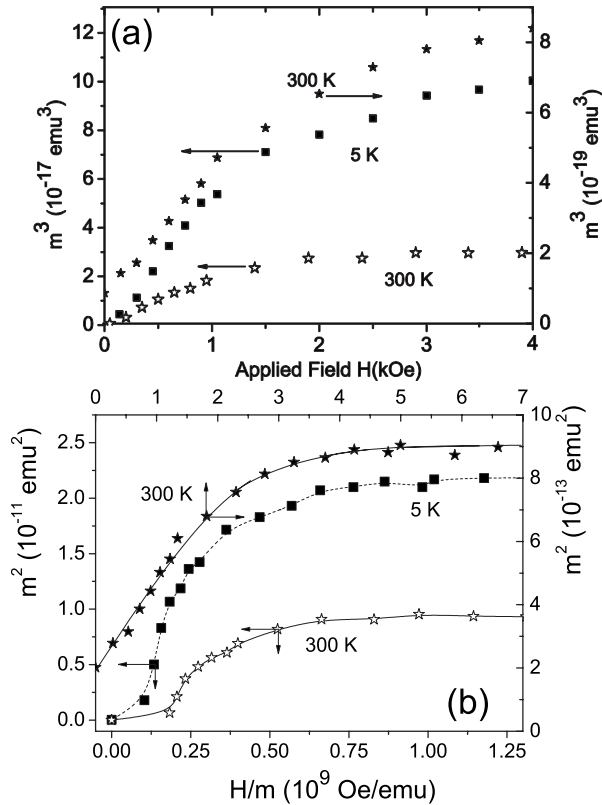 (a)
12
10
8
6
4
2
0
m³ (10⁻¹⁷ emu³)
8
6
4
2
0
m³ (10⁻¹⁹ emu³)
300 K
5 K
300 K
0 1 2 3 4
Applied Field H(kOe)
0 1 2 3 4 5 6 7
2.5
2.0
1.5
1.0
0.5
0.0
m² (10⁻¹¹ emu²)
10
8
6
4
2
0
m² (10⁻¹³ emu²)
300 K
5 K
300 K
(b)
0.00 0.25 0.50 0.75 1.00 1.25
H/m (10⁹ Oe/emu)